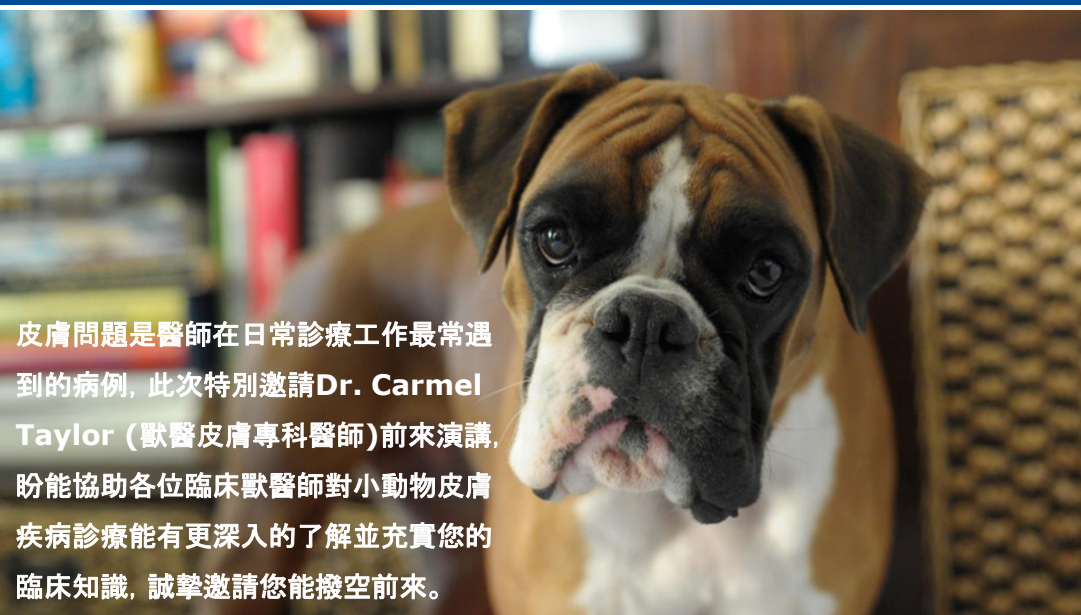 皮膚問題是醫師在日常診療工作最常遇
到的病例, 此次特別邀請Dr. Carmel
Taylor (獸醫皮膚專科醫師)前來演講,
盼能協助各位臨床獸醫師對小動物皮膚
疾病診療能有更深入的了解並充實您的
臨床知識, 誠摯邀請您能撥空前來。